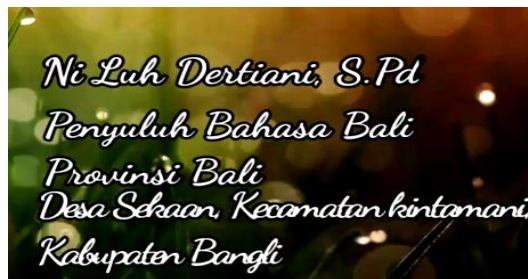 Ni Luh Dertiani, S.Pd
Penyuluh Bahasa Bali
Provinsi Bali
Desa Sekaan, Kecamatan kintamani,
Kabupaten Bangli